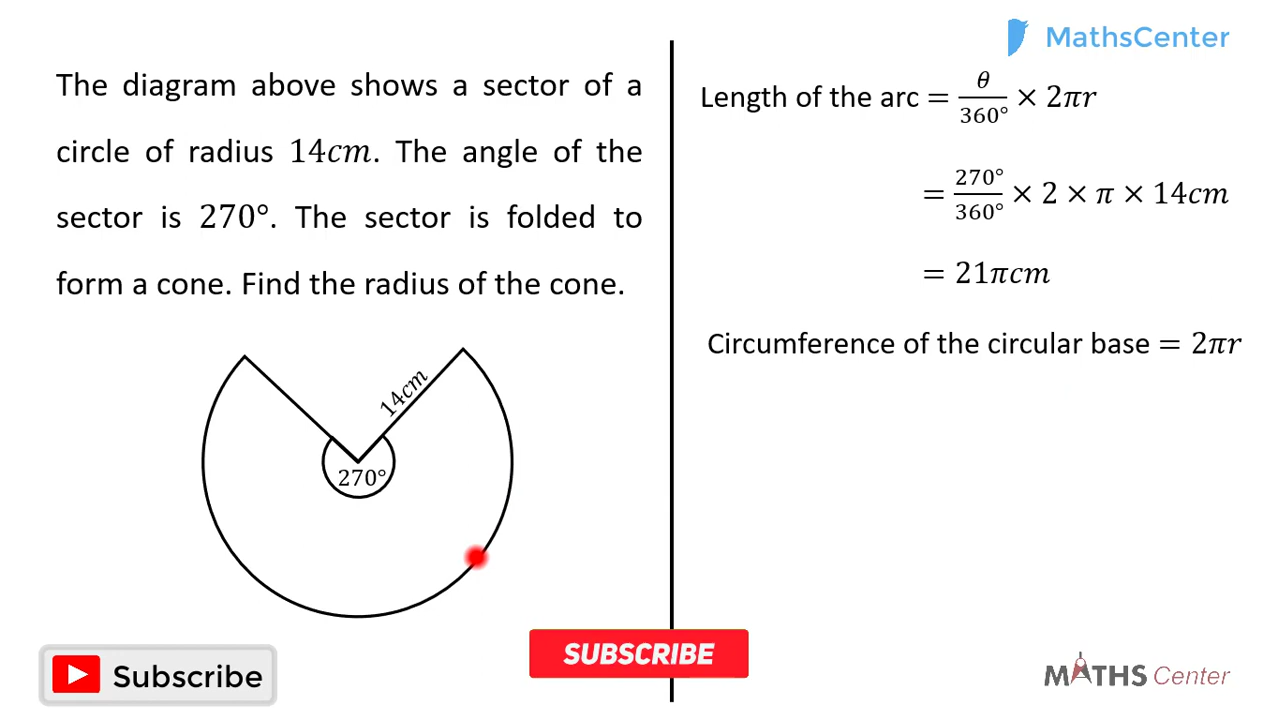 MathsCenter
The diagram above shows a sector of a
circle of radius 14cm. The angle of the
sector is 270°. The sector is folded to
form a cone. Find the radius of the cone.
14cm
270°
Length of the arc = θ/360° × 2πr
= 270°/360° × 2 × π × 14cm
= 21πcm
Circumference of the circular base = 2πr
Subscribe
SUBSCRIBE
MATHS Center